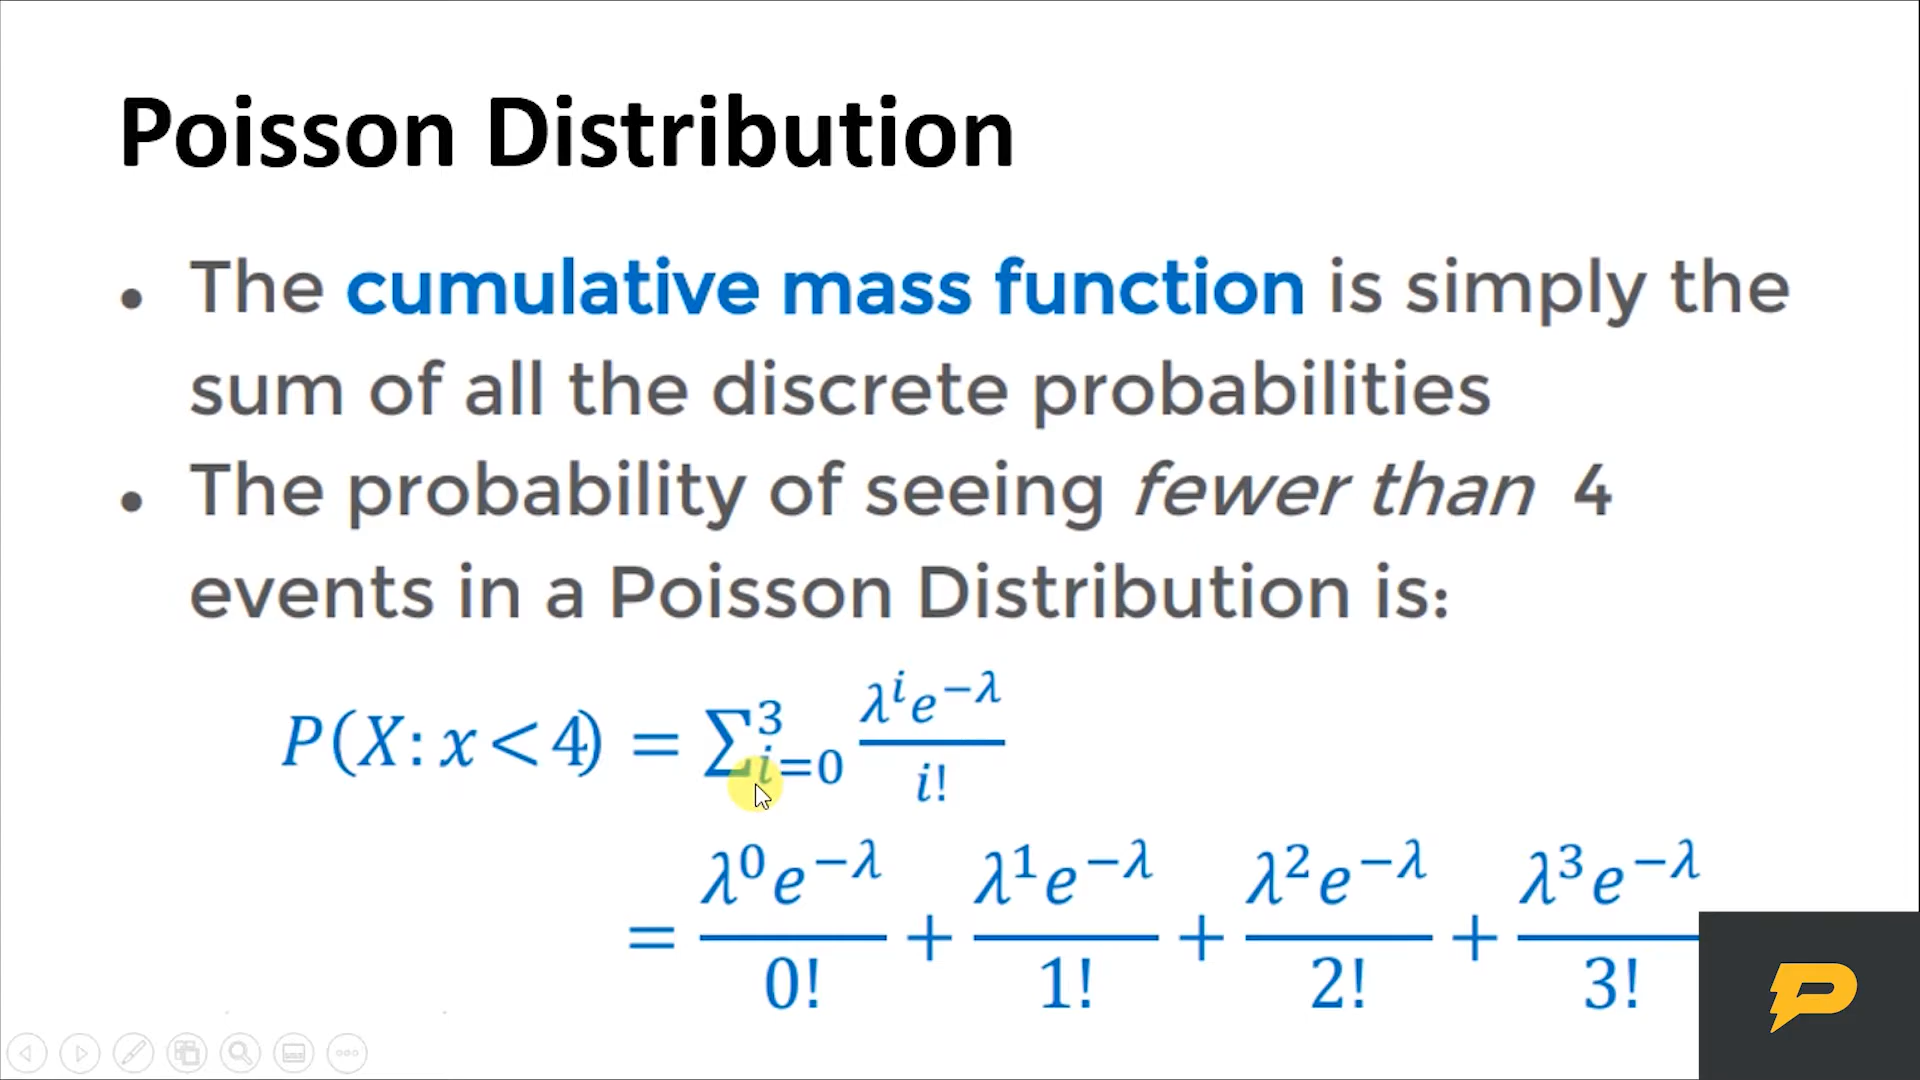 Poisson Distribution
• The cumulative mass function is simply the
sum of all the discrete probabilities
• The probability of seeing fewer than 4
events in a Poisson Distribution is:
P(X: x < 4) = ∑³ᵢ₌₀ λⁱe^−λ / i!
= λ⁰e^−λ / 0! + λ¹e^−λ / 1! + λ²e^−λ / 2! + λ³e^−λ / 3!